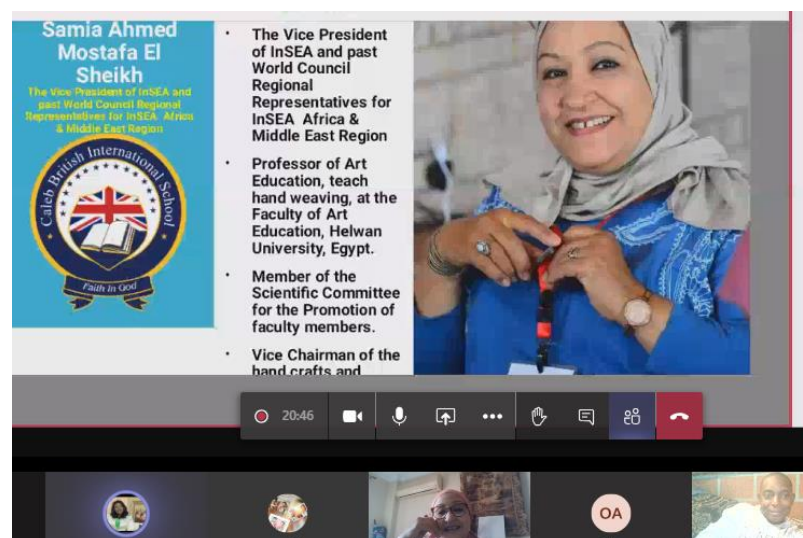 Samia Ahmed
Mostafa El
Sheikh
The Vice President of InSEA and
past World Council Regional
Representatives for InSEA Africa
& Middle East Region
Caleb British International School
Faith in God
• The Vice President
of InSEA and past
World Council
Regional
Representatives for
InSEA Africa &
Middle East Region
• Professor of Art
Education, teach
hand weaving, at the
Faculty of Art
Education, Helwan
University, Egypt.
• Member of the
Scientific Committee
for the Promotion of
faculty members.
• Vice Chairman of the
hand crafts and
20:46
OA